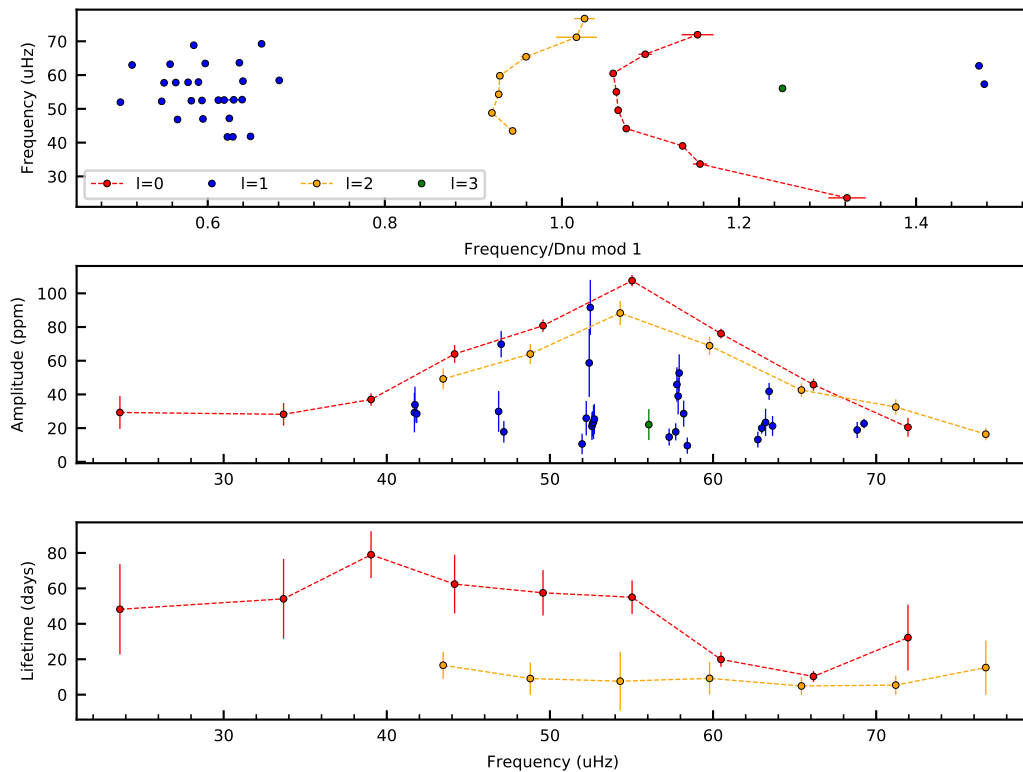 70
60
50
40
30
Frequency (uHz)
l=0 l=1 l=2 l=3
0.6 0.8 1.0 1.2 1.4
Frequency/Dnu mod 1
100
80
60
40
20
0
Amplitude (ppm)
30 40 50 60 70
80
60
40
20
0
Lifetime (days)
30 40 50 60 70
Frequency (uHz)